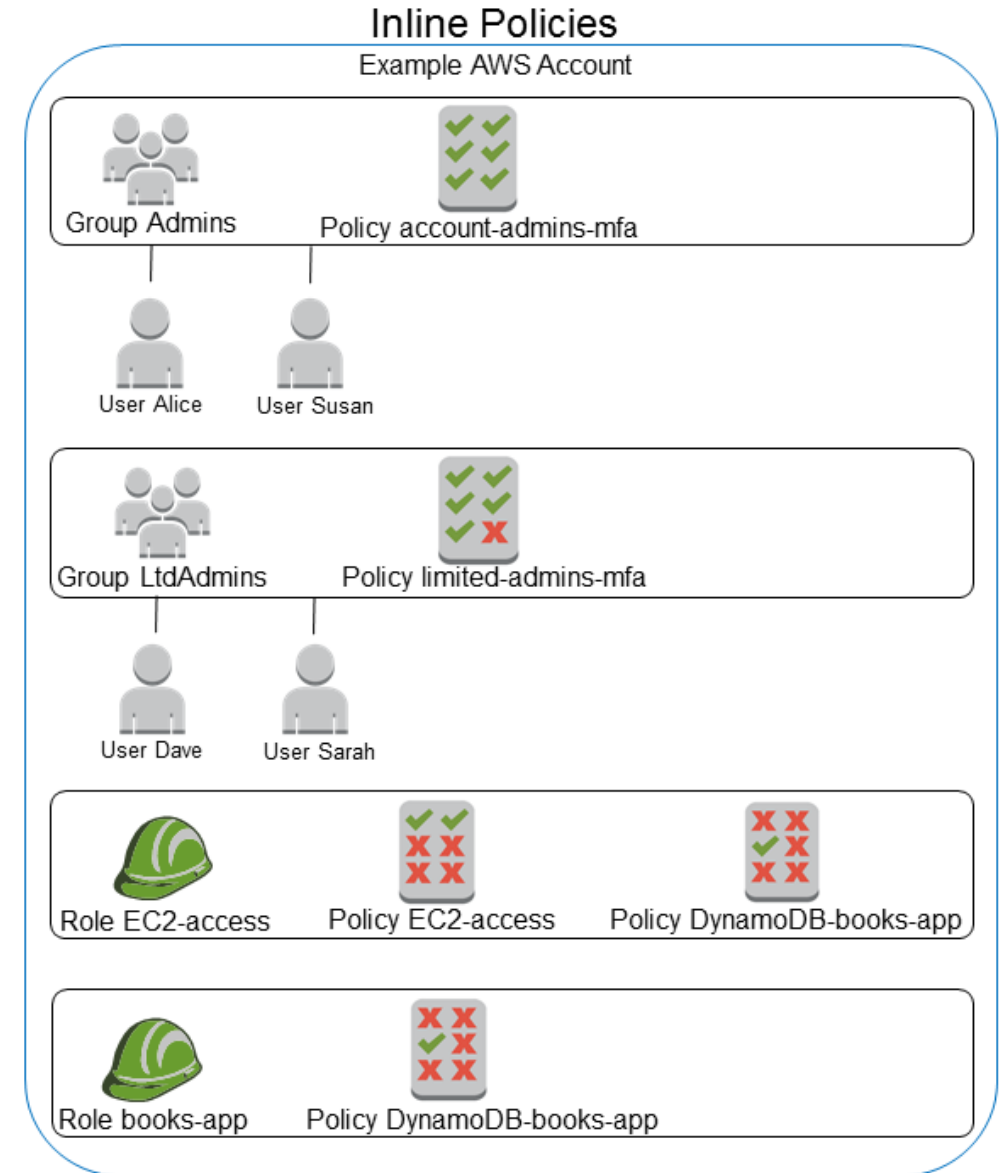 Inline Policies
Example AWS Account
Group Admins
Policy account-admins-mfa
User Alice
User Susan
Group LtdAdmins
Policy limited-admins-mfa
User Dave
User Sarah
Role EC2-access
Policy EC2-access
Policy DynamoDB-books-app
Role books-app
Policy DynamoDB-books-app